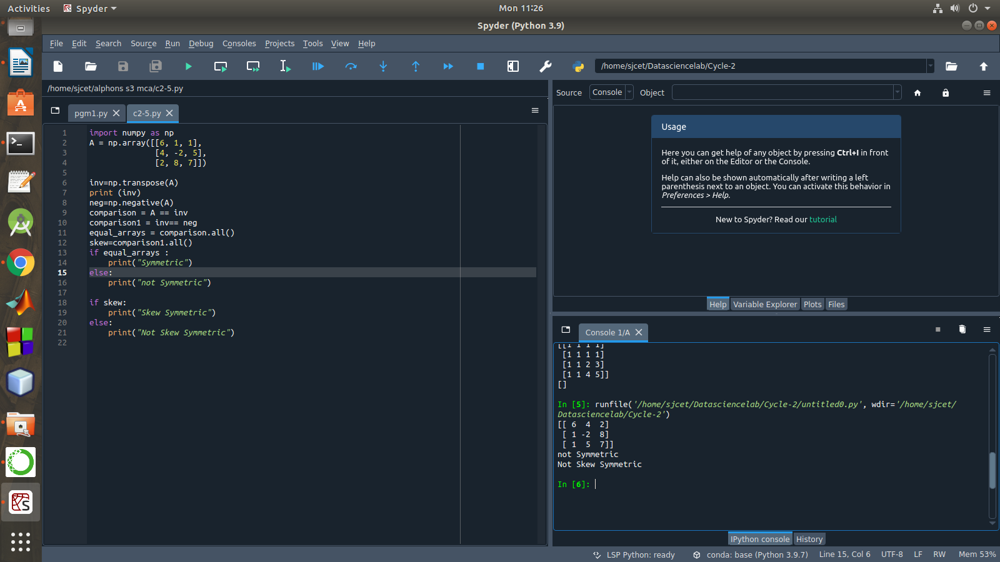 Activities
Spyder
Mon 11:26
Spyder (Python 3.9)
File Edit Search Source Run Debug Consoles Projects Tools View Help
/home/sjcet/Datasciencelab/Cycle-2
/home/sjcet/alphons s3 mca/c2-5.py
pgm1.py
c2-5.py
1 import numpy as np
2 A = np.array([[6, 1, 1],
3               [4, -2, 5],
4               [2, 8, 7]])
5
6 inv=np.transpose(A)
7 print (inv)
8 neg=np.negative(A)
9 comparison = A == inv
10 comparison1 = inv== neg
11 equal_arrays = comparison.all()
12 skew=comparison1.all()
13 if equal_arrays :
14     print("Symmetric")
15 else:
16     print("not Symmetric")
17
18 if skew:
19     print("Skew Symmetric")
20 else:
21     print("Not Skew Symmetric")
22
Source Console Object
Usage
Here you can get help of any object by pressing Ctrl+I in front
of it, either on the Editor or the Console.
Help can also be shown automatically after writing a left
parenthesis next to an object. You can activate this behavior in
Preferences > Help.
New to Spyder? Read our tutorial
Help Variable Explorer Plots Files
Console 1/A
[[1 1 1 1]
 [1 1 1 1]
 [1 1 2 3]
 [1 1 4 5]]
[]
In [5]: runfile('/home/sjcet/Datasciencelab/Cycle-2/untitled0.py', wdir='/home/sjcet/
Datasciencelab/Cycle-2')
[[ 6  4  2]
 [ 1 -2  8]
 [ 1  5  7]]
not Symmetric
Not Skew Symmetric
In [6]:
IPython console History
LSP Python: ready
conda: base (Python 3.9.7)
Line 15, Col 6
UTF-8
LF
RW
Mem 53%